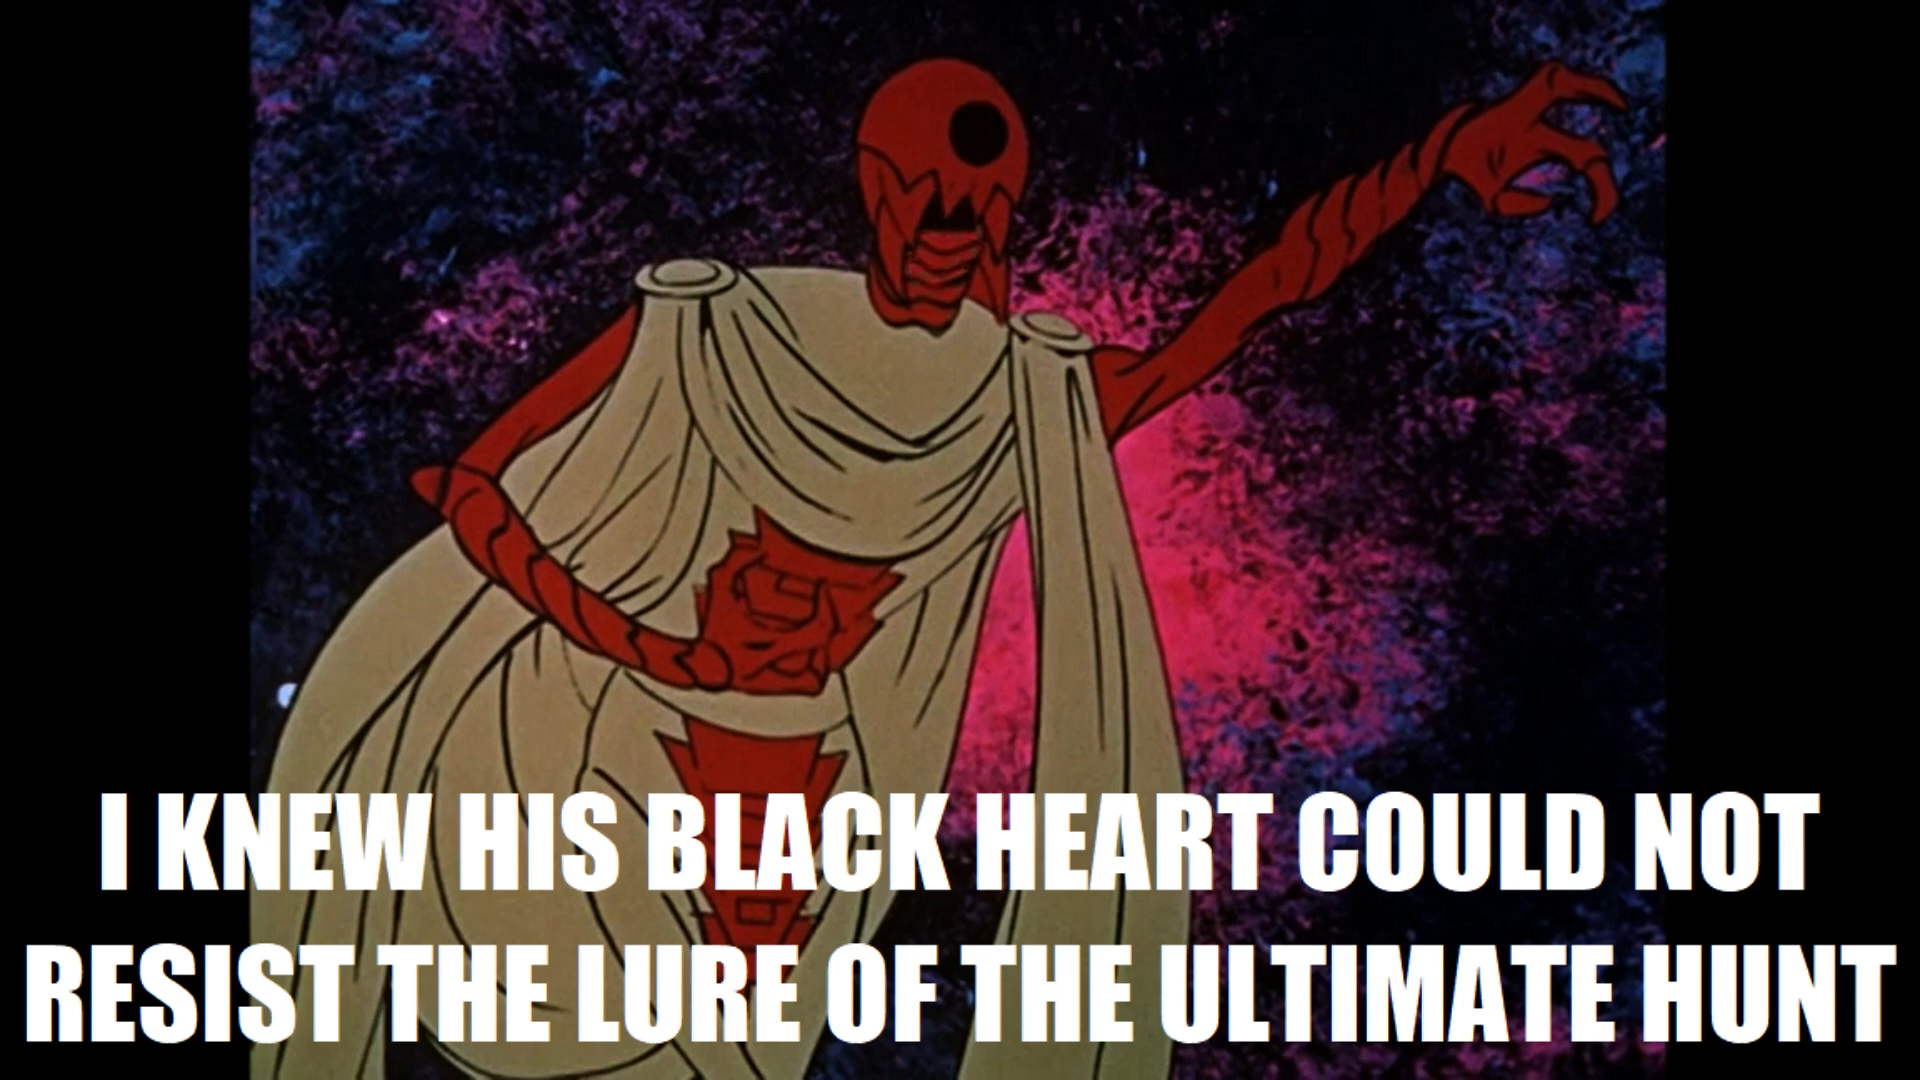 I KNEW HIS BLACK HEART COULD NOT
RESIST THE LURE OF THE ULTIMATE HUNT